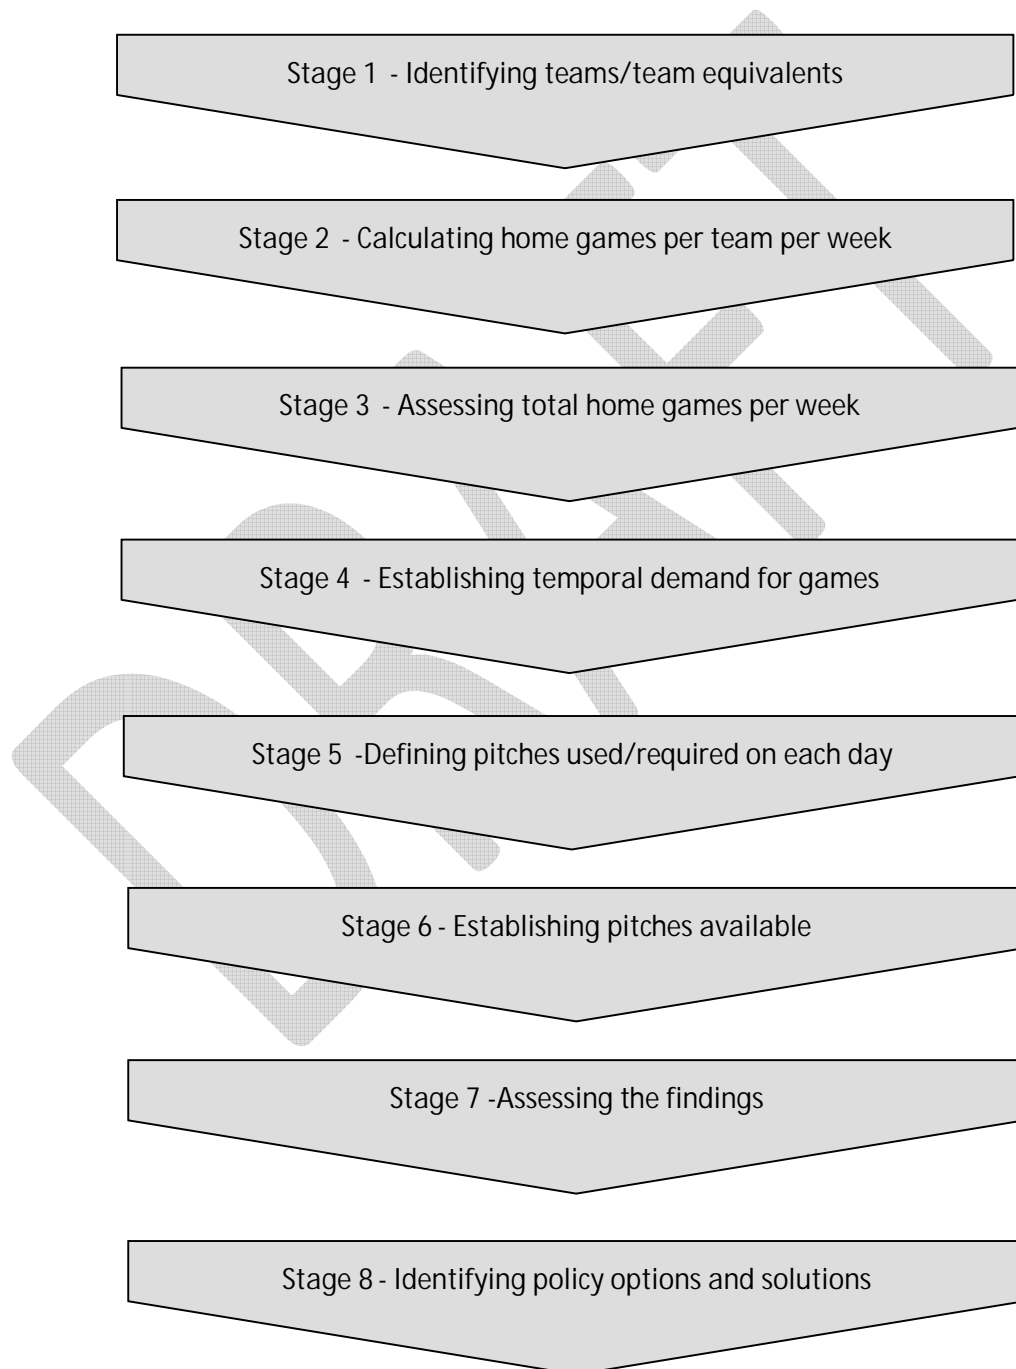 Stage 1 - Identifying teams/team equivalents
Stage 2 - Calculating home games per team per week
Stage 3 - Assessing total home games per week
Stage 4 - Establishing temporal demand for games
Stage 5 -Defining pitches used/required on each day
Stage 6 - Establishing pitches available
Stage 7 -Assessing the findings
Stage 8 - Identifying policy options and solutions
DRAFT